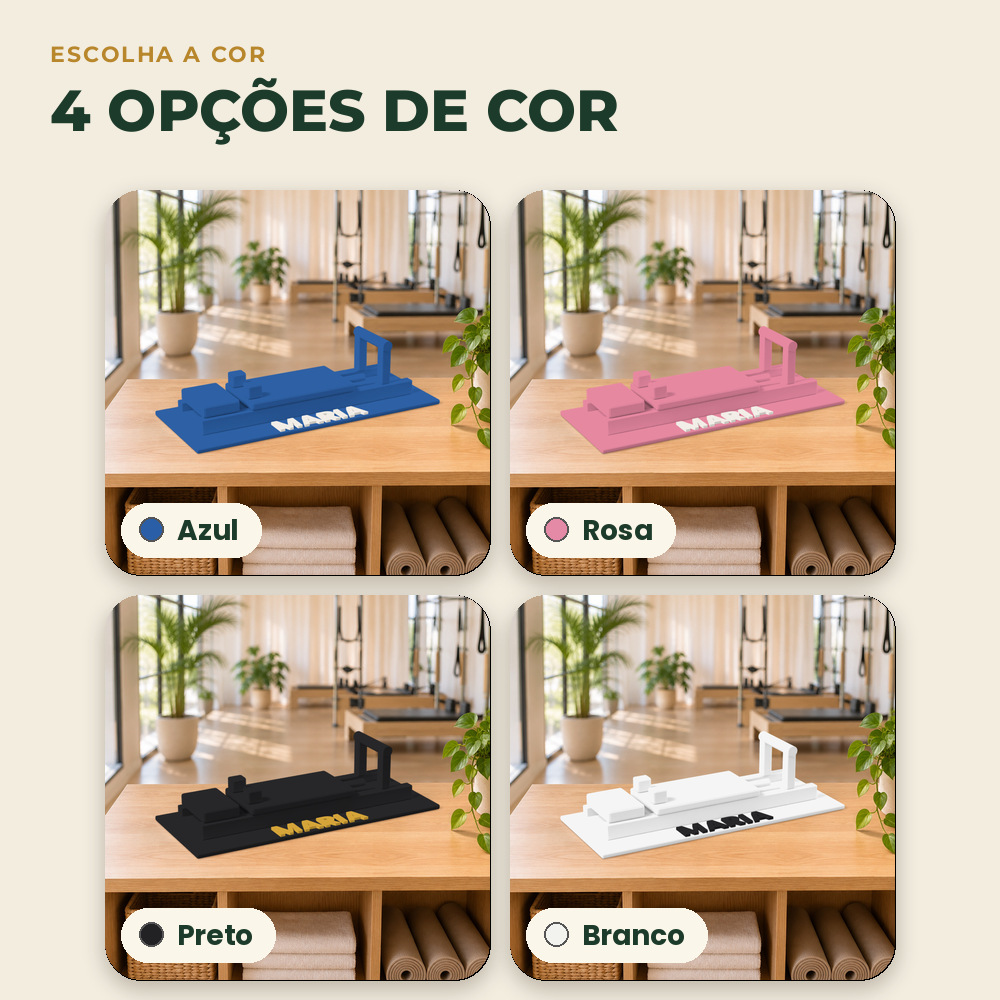 ESCOLHA A COR
4 OPÇÕES DE COR
MARIA
MARIA
Azul
Rosa
MARIA
MARIA
Preto
Branco